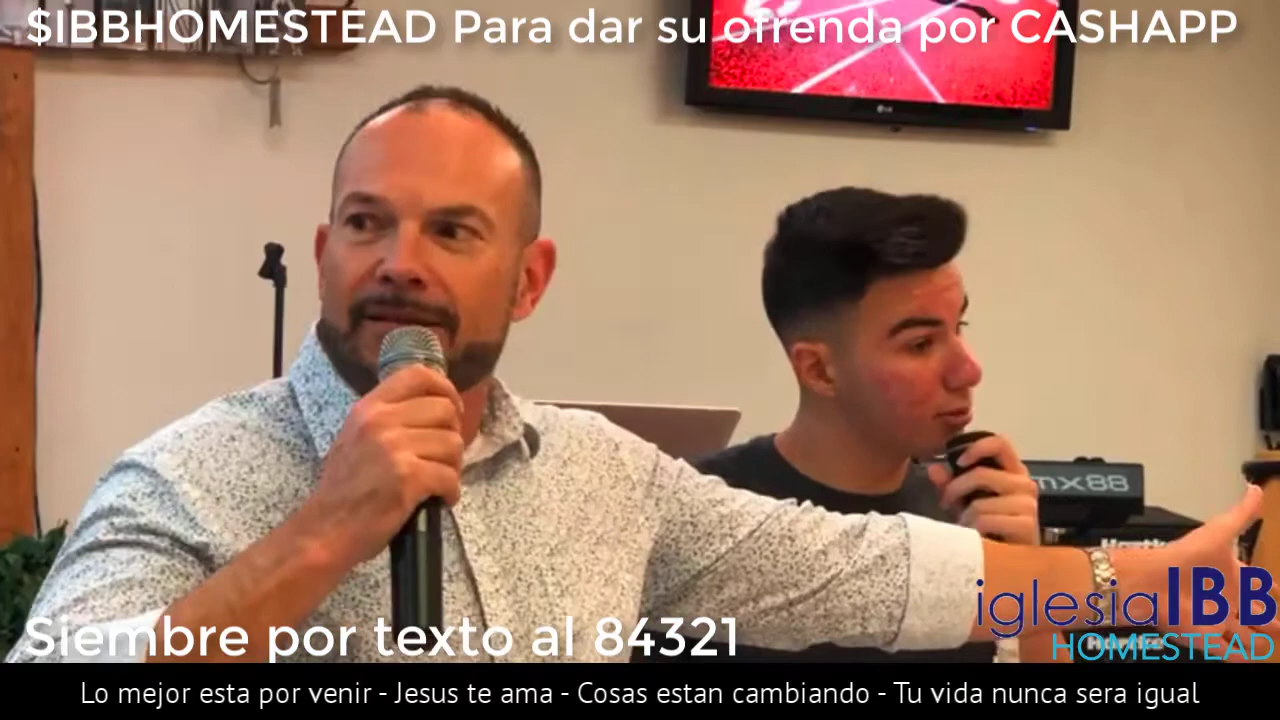 $IBBHOMESTEAD Para dar su ofrenda por CASHAPP
LG
mx88
iglesiaIBB
HOMESTEAD
Siembre por texto al 84321
Lo mejor esta por venir - Jesus te ama - Cosas estan cambiando - Tu vida nunca sera igual